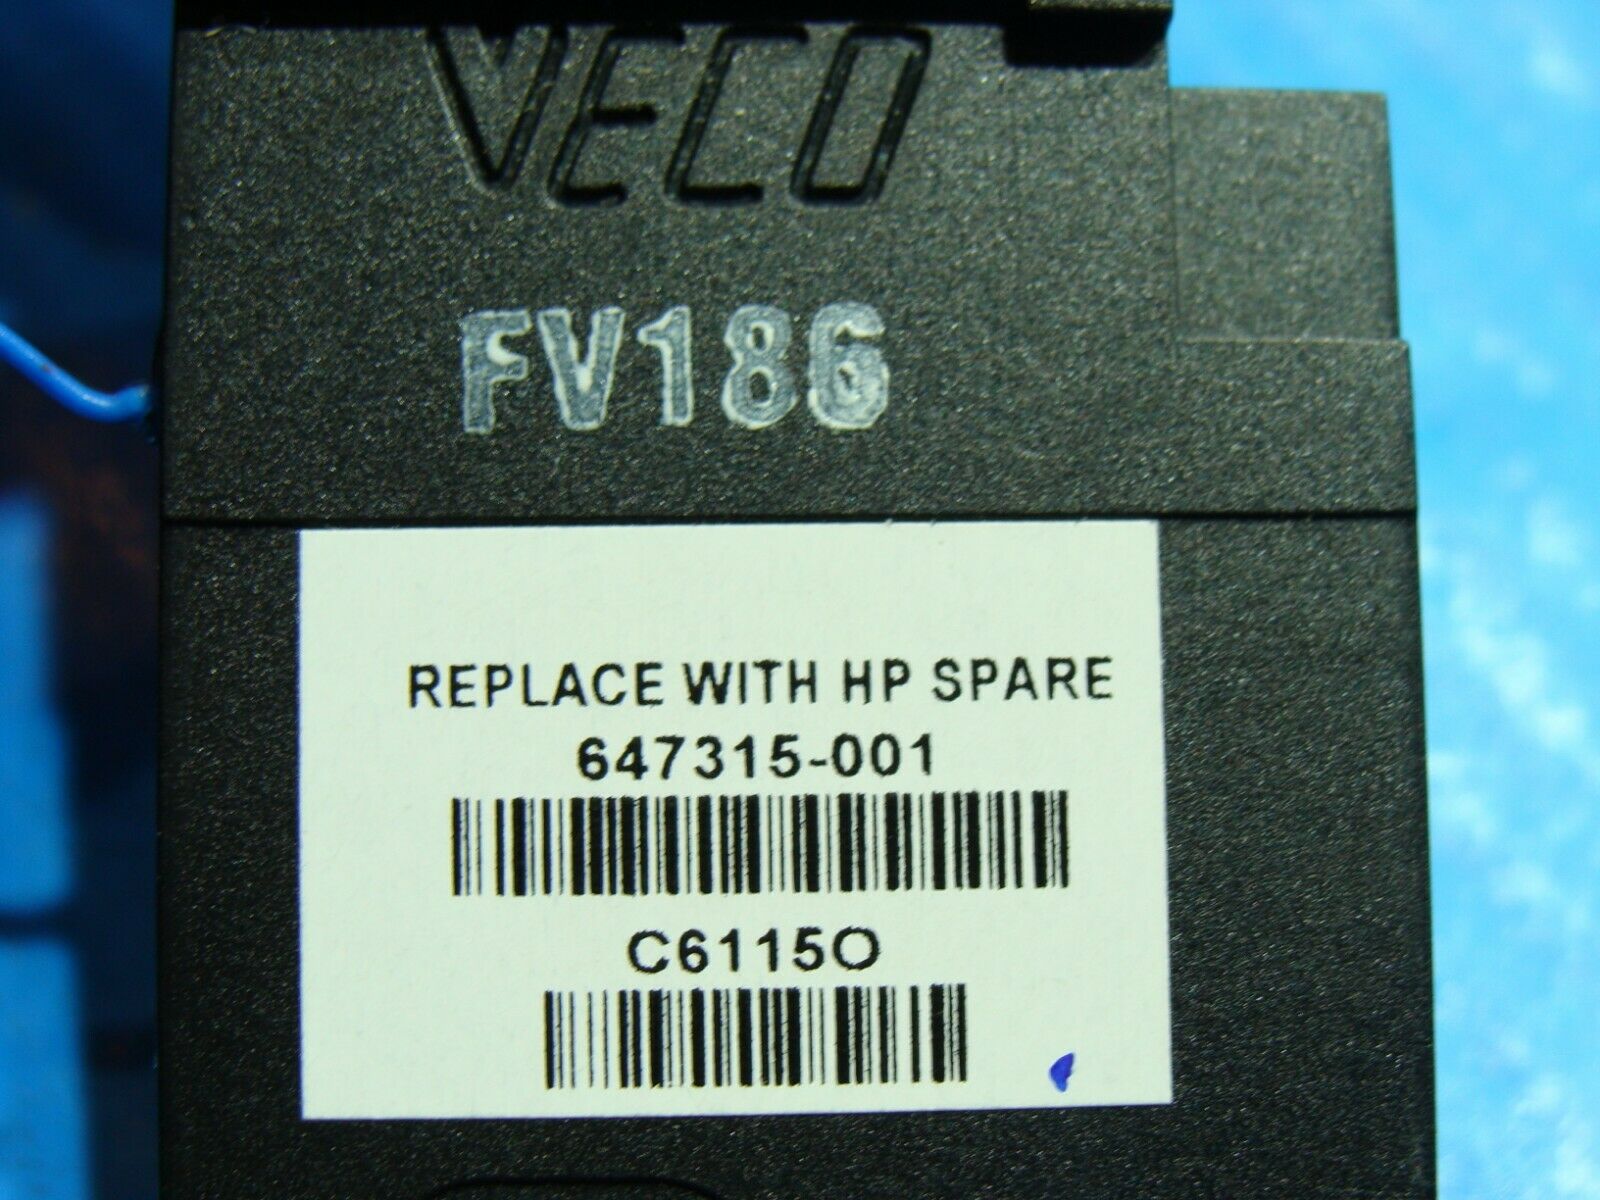 VECO
FV186
REPLACE WITH HP SPARE
647315-001
C6115O